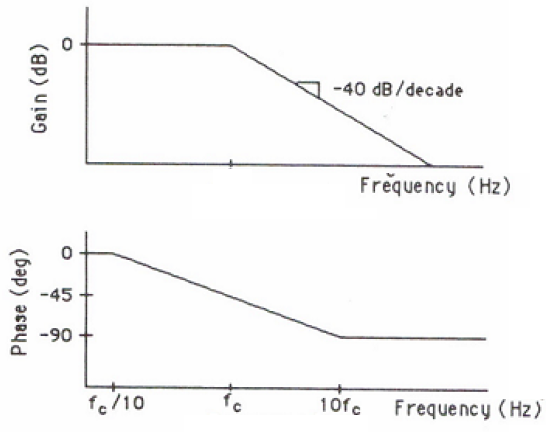 0
Gain (dB)
-40 dB/decade
Frequency (Hz)
0
-45
-90
Phase (deg)
fc/10
fc
10fc
Frequency (Hz)